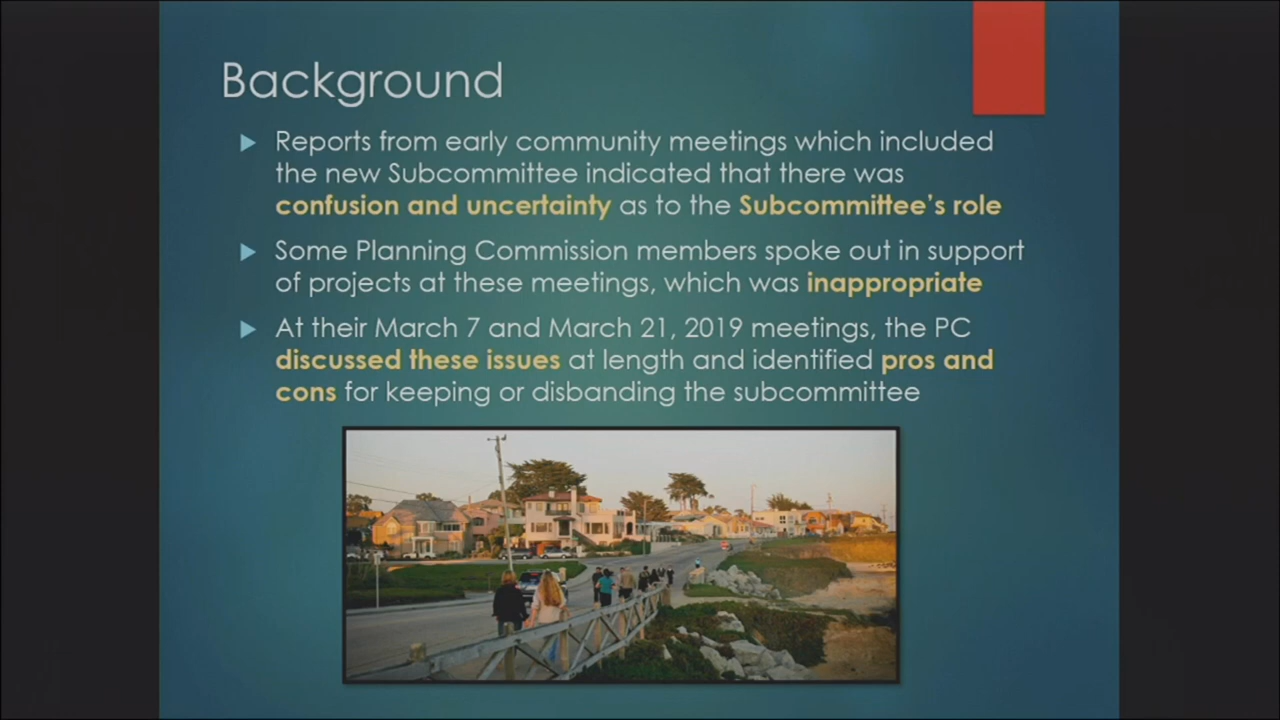 Background
Reports from early community meetings which included
the new Subcommittee indicated that there was
confusion and uncertainty as to the Subcommittee's role
Some Planning Commission members spoke out in support
of projects at these meetings, which was inappropriate
At their March 7 and March 21, 2019 meetings, the PC
discussed these issues at length and identified pros and
cons for keeping or disbanding the subcommittee